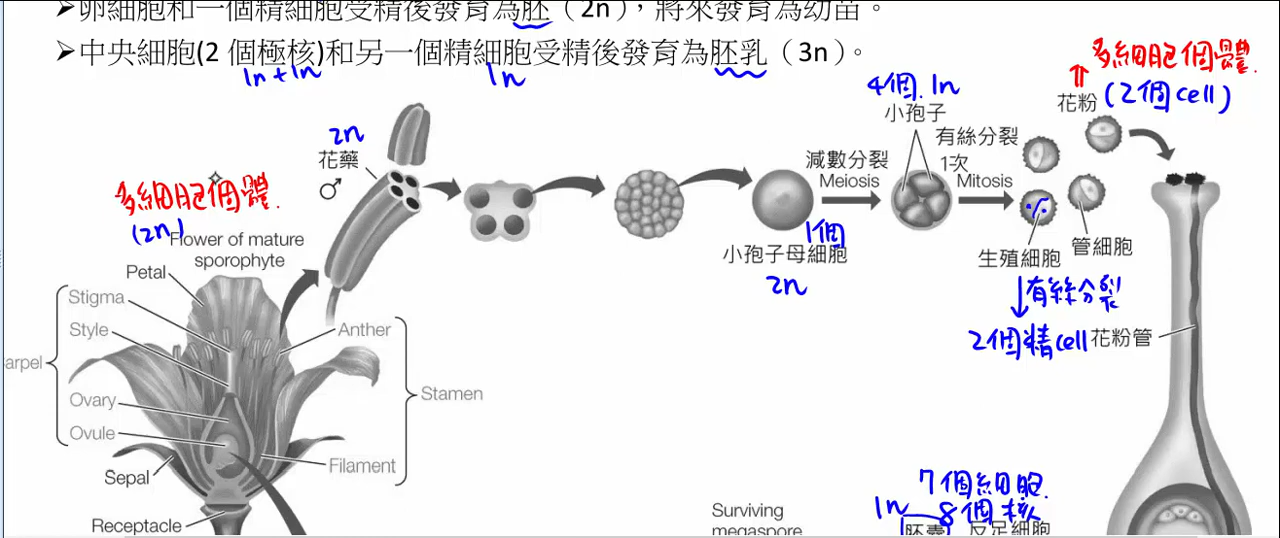 ➤卵細胞和一個精細胞受精後發育為胚（2n），將來發育為幼苗。
➤中央細胞(2 個極核)和另一個精細胞受精後發育為胚乳（3n）。
1n+1n
1n
4個.1n
多細胞個體
(2個cell)
花粉
小孢子
有絲分裂
1次
Mitosis
減數分裂
Meiosis
2n
花藥
♂
多細胞個體.
(2n)
Flower of mature
sporophyte
1個
小孢子母細胞
2n
生殖細胞
管細胞
↓有絲分裂
2個精cell
花粉管
Petal
Stigma
Style
arpel
Ovary
Ovule
Sepal
Receptacle
Anther
Stamen
Filament
Surviving
megaspore
7個細胞.
1n
8個核
胚囊
反足細胞